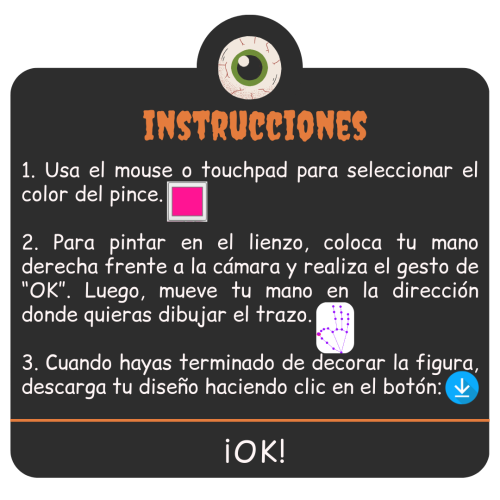 INSTRUCCIONES
1. Usa el mouse o touchpad para seleccionar el
color del pince.
2. Para pintar en el lienzo, coloca tu mano
derecha frente a la cámara y realiza el gesto de
"OK". Luego, mueve tu mano en la dirección
donde quieras dibujar el trazo.
3. Cuando hayas terminado de decorar la figura,
descarga tu diseño haciendo clic en el botón:
¡OK!